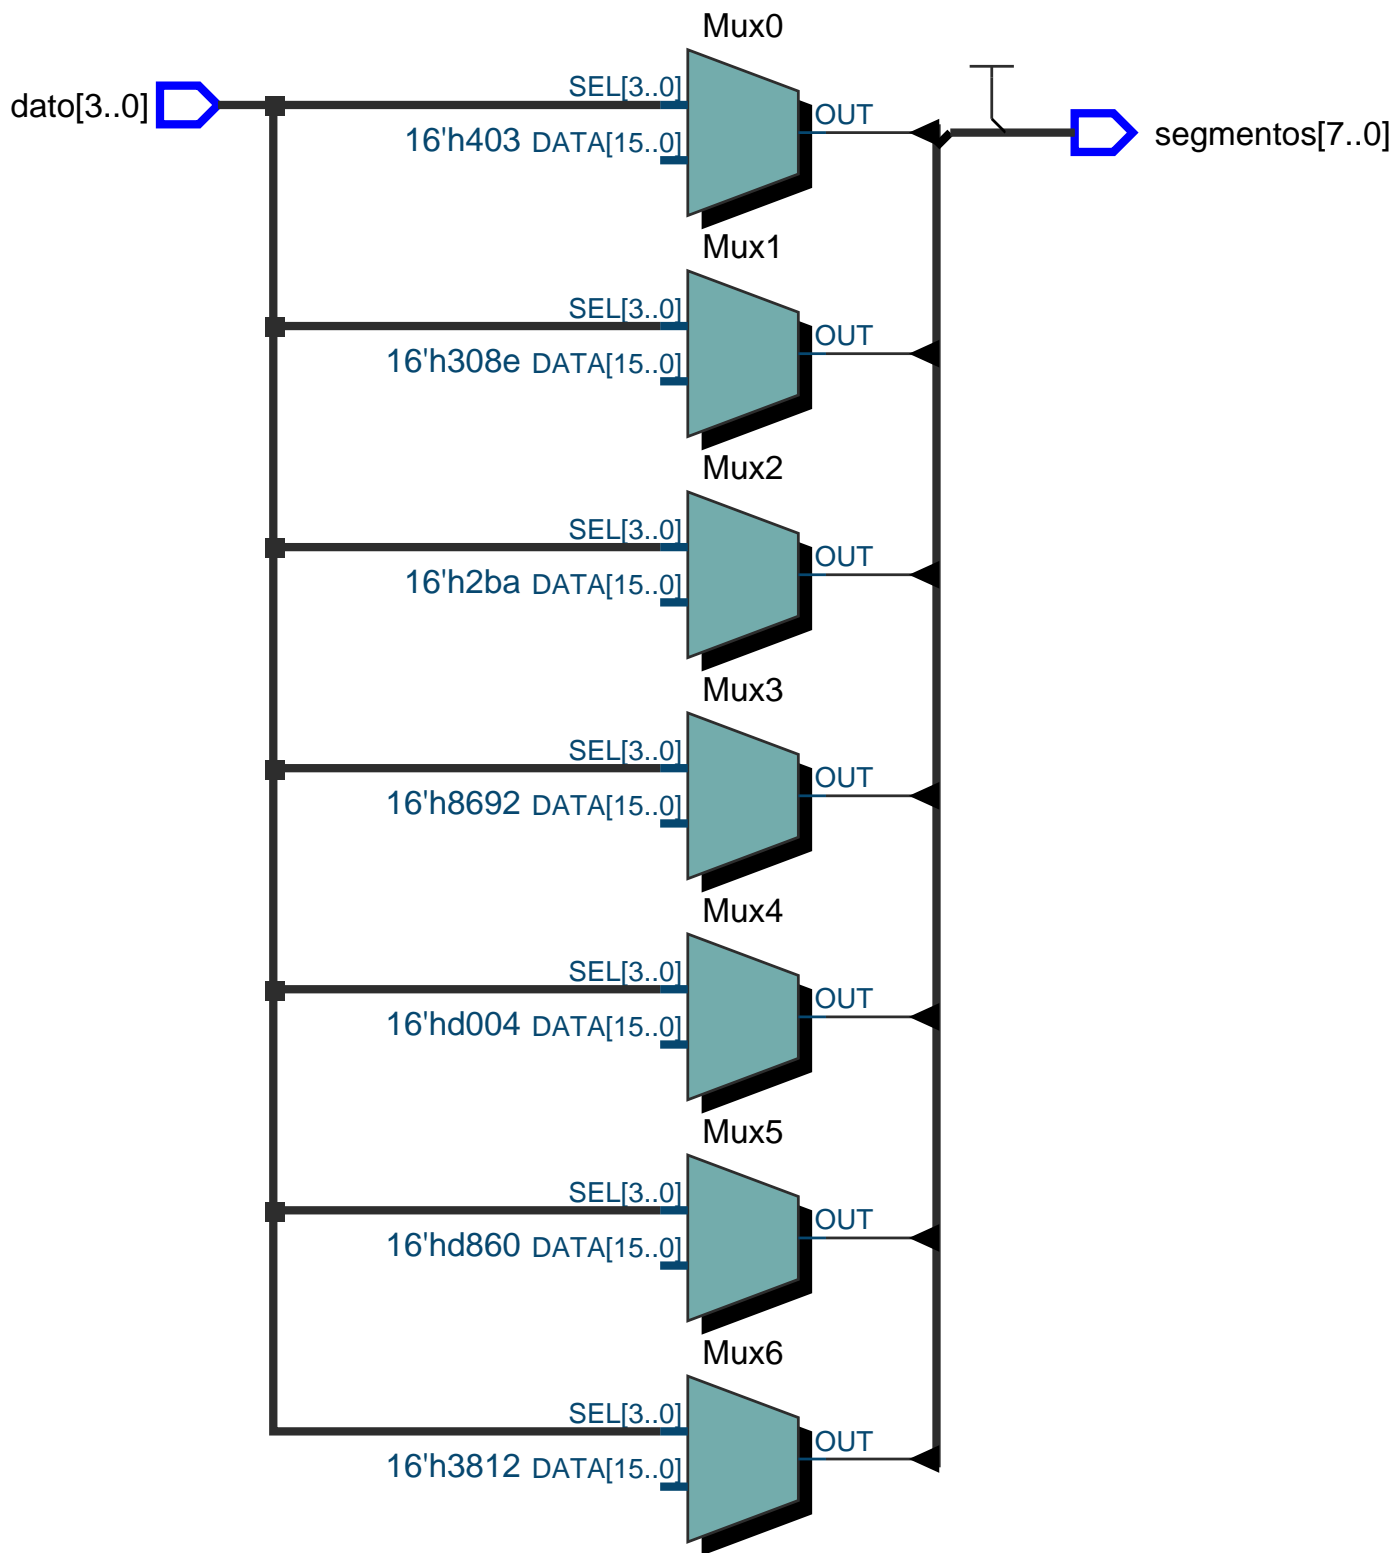 Mux0
dato[3..0]
SEL[3..0]
16'h403 DATA[15..0]
OUT
segmentos[7..0]
Mux1
SEL[3..0]
16'h308e DATA[15..0]
OUT
Mux2
SEL[3..0]
16'h2ba DATA[15..0]
OUT
Mux3
SEL[3..0]
16'h8692 DATA[15..0]
OUT
Mux4
SEL[3..0]
16'hd004 DATA[15..0]
OUT
Mux5
SEL[3..0]
16'hd860 DATA[15..0]
OUT
Mux6
SEL[3..0]
16'h3812 DATA[15..0]
OUT